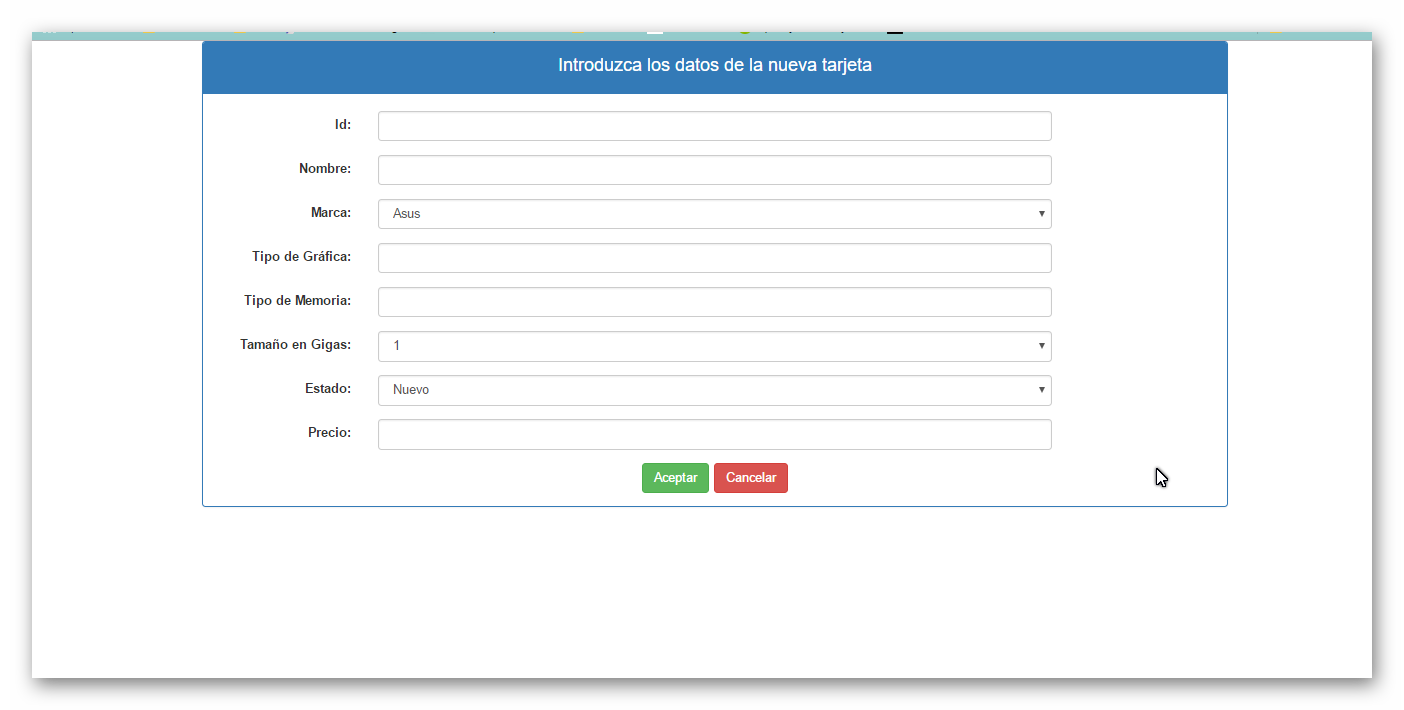 Introduzca los datos de la nueva tarjeta
Id:
Nombre:
Marca: Asus
Tipo de Gráfica:
Tipo de Memoria:
Tamaño en Gigas: 1
Estado: Nuevo
Precio:
Aceptar Cancelar